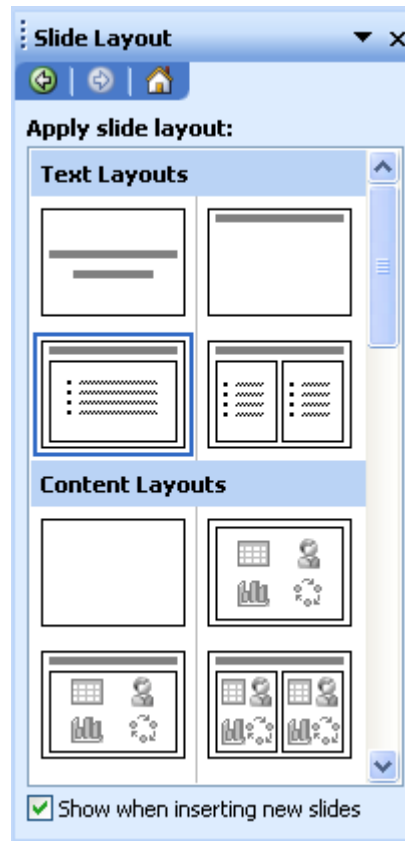 Slide Layout
Apply slide layout:
Text Layouts
Content Layouts
Show when inserting new slides